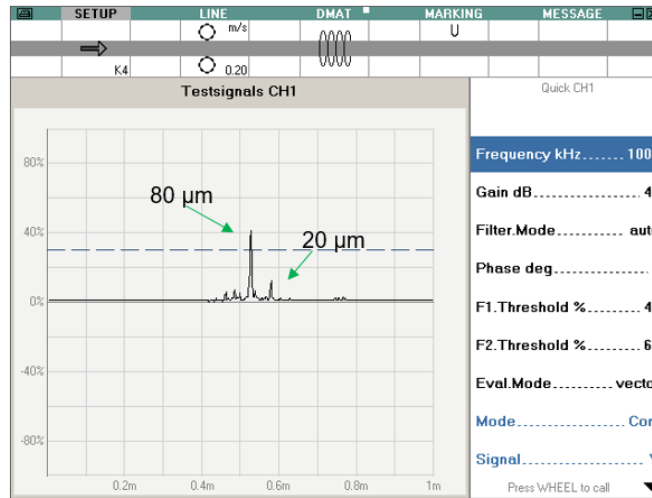 SETUP LINE DMAT MARKING MESSAGE
m/s U
K4 0.20
Testsignals CH1
Quick CH1
80%
40%
0%
-40%
-80%
80 µm
20 µm
0.2m 0.4m 0.6m 0.8m 1m
Frequency kHz....... 100
Gain dB.................... 4
Filter.Mode......... aut
Phase deg................
F1.Threshold %......... 4
F2.Threshold %......... 6
Eval.Mode......... vecto
Mode..................... Cor
Signal.......................
Press WHEEL to call